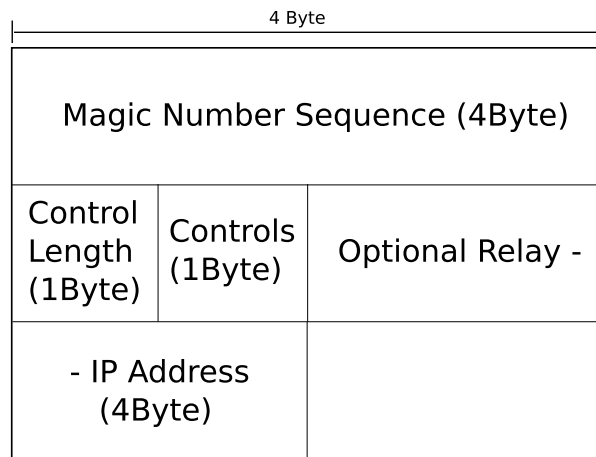 4 Byte
Magic Number Sequence (4Byte)
Control
Length
(1Byte)
Controls
(1Byte)
Optional Relay -
- IP Address
(4Byte)